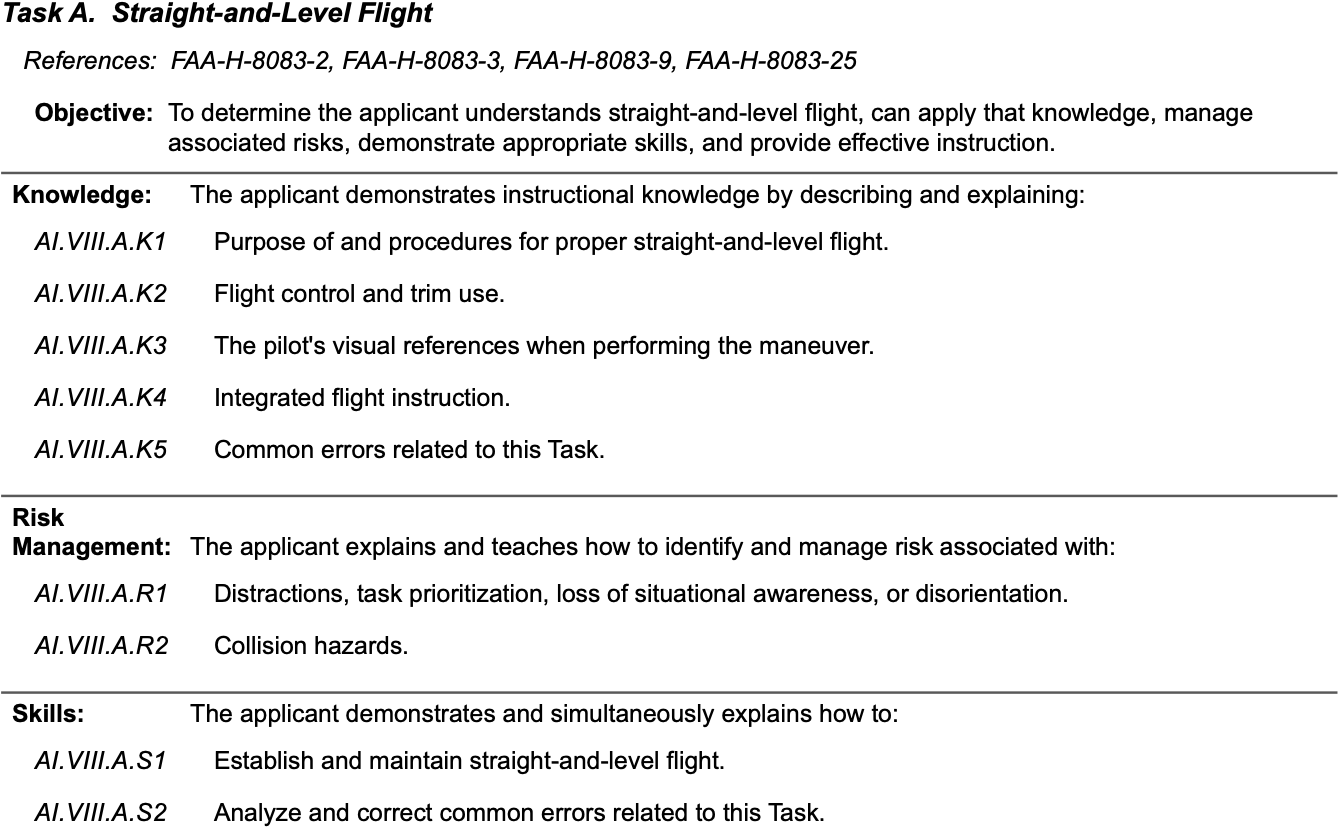 Task A.  Straight-and-Level Flight
References:  FAA-H-8083-2, FAA-H-8083-3, FAA-H-8083-9, FAA-H-8083-25
Objective:  To determine the applicant understands straight-and-level flight, can apply that knowledge, manage
associated risks, demonstrate appropriate skills, and provide effective instruction.
Knowledge:  The applicant demonstrates instructional knowledge by describing and explaining:
AI.VIII.A.K1  Purpose of and procedures for proper straight-and-level flight.
AI.VIII.A.K2  Flight control and trim use.
AI.VIII.A.K3  The pilot's visual references when performing the maneuver.
AI.VIII.A.K4  Integrated flight instruction.
AI.VIII.A.K5  Common errors related to this Task.
Risk
Management:  The applicant explains and teaches how to identify and manage risk associated with:
AI.VIII.A.R1  Distractions, task prioritization, loss of situational awareness, or disorientation.
AI.VIII.A.R2  Collision hazards.
Skills:  The applicant demonstrates and simultaneously explains how to:
AI.VIII.A.S1  Establish and maintain straight-and-level flight.
AI.VIII.A.S2  Analyze and correct common errors related to this Task.